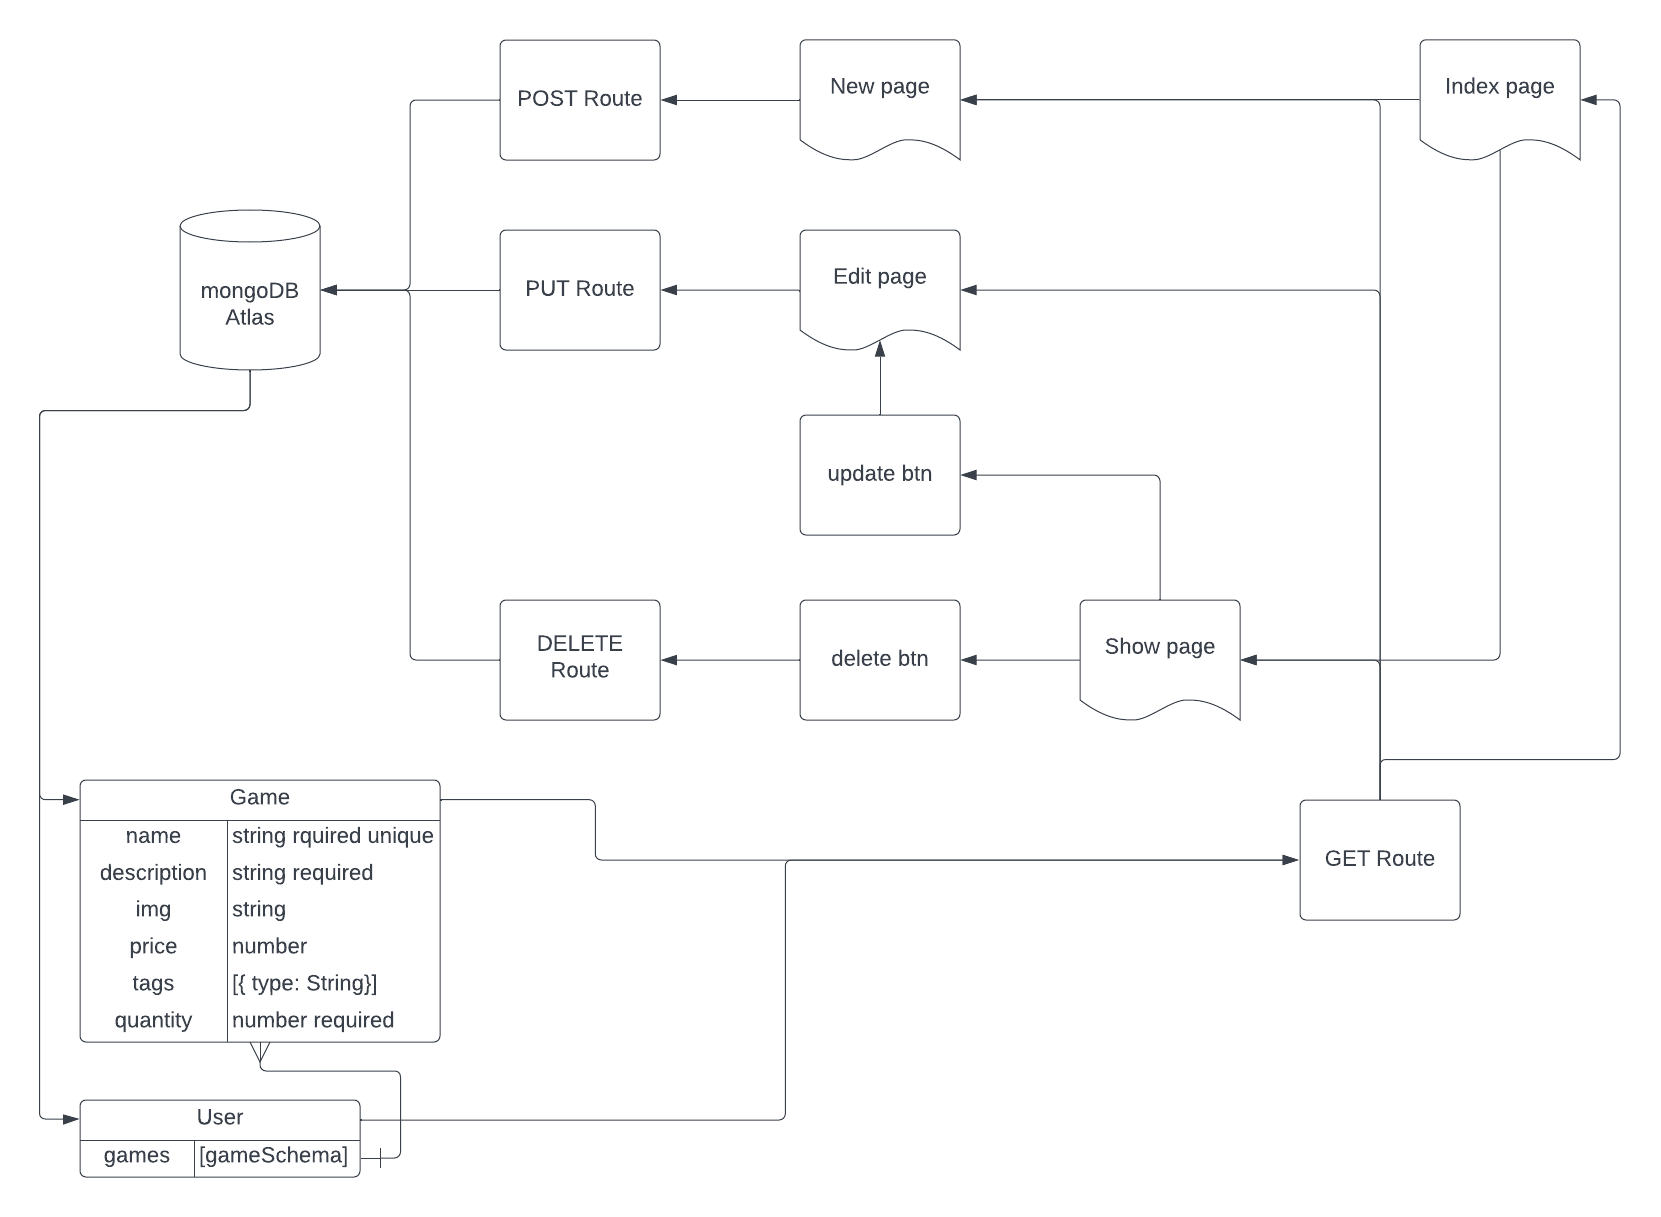 POST Route
New page
Index page
mongoDB
Atlas
PUT Route
Edit page
update btn
DELETE
Route
delete btn
Show page
Game
name
string rquired unique
description
string required
img
string
price
number
tags
[{ type: String}]
quantity
number required
GET Route
User
games
[gameSchema]